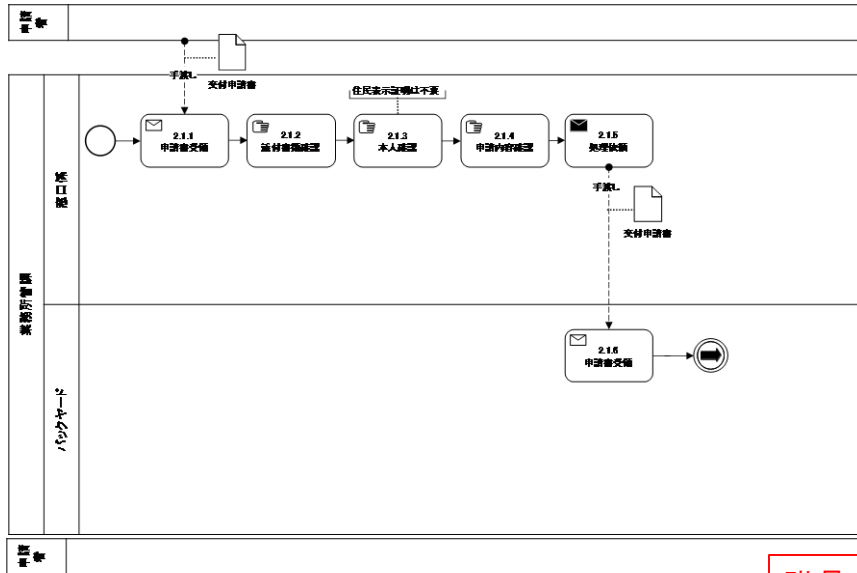 申請者
手渡し
交付申請書
住民表示証明は不要
2.1.1
申請書受領
2.1.2
添付書類確認
2.1.3
本人確認
2.1.4
申請内容確認
2.1.5
処理依頼
窓口係
手渡し
交付申請書
業務所管課
2.1.6
申請書受領
バックヤード
申請者